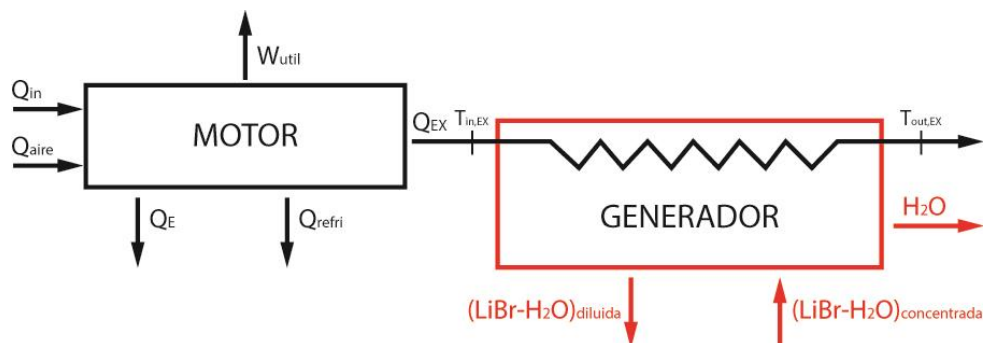 Wutil
Qin
Qaire
MOTOR
QEX
Tin,EX
Tout,EX
QE
Qrefri
GENERADOR
H2O
(LiBr-H2O)diluida
(LiBr-H2O)concentrada